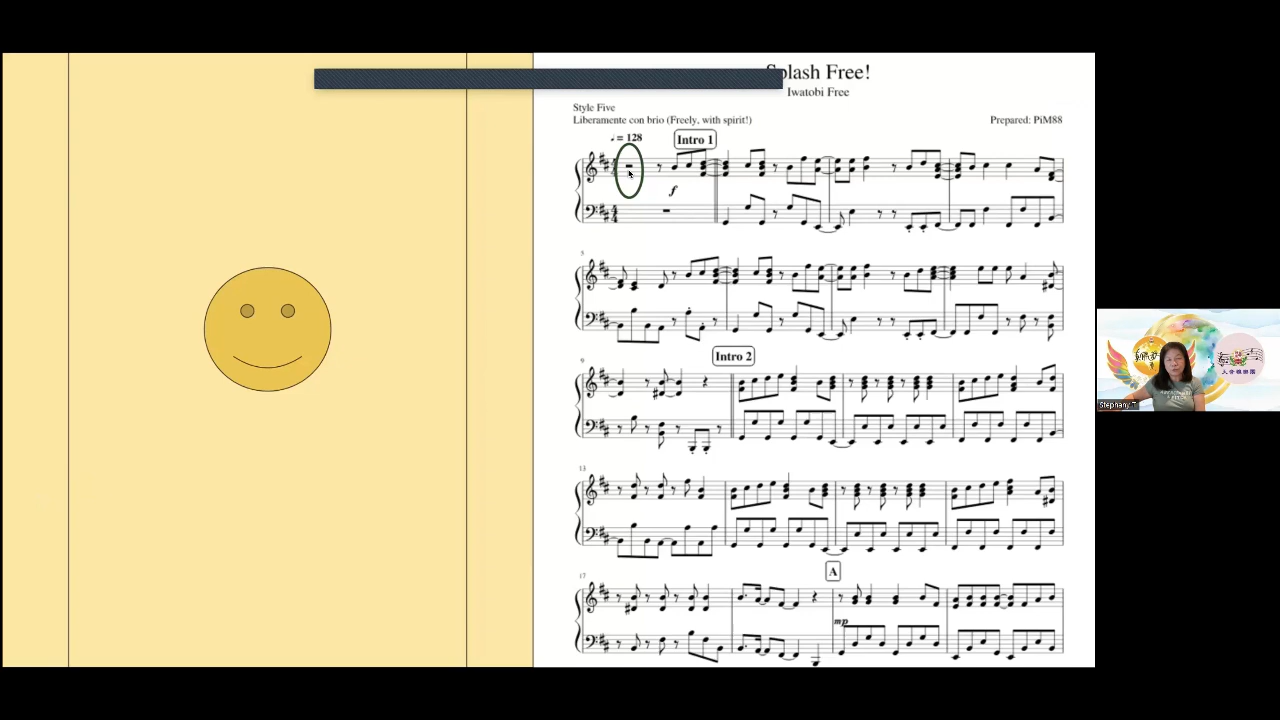 Splash Free!
Iwatobi Free
Style Five
Liberamente con brio (Freely, with spirit!)
Prepared: PiM88
♩ = 128
Intro 1
f
5
9
Intro 2
13
17
A
mp
Stephany